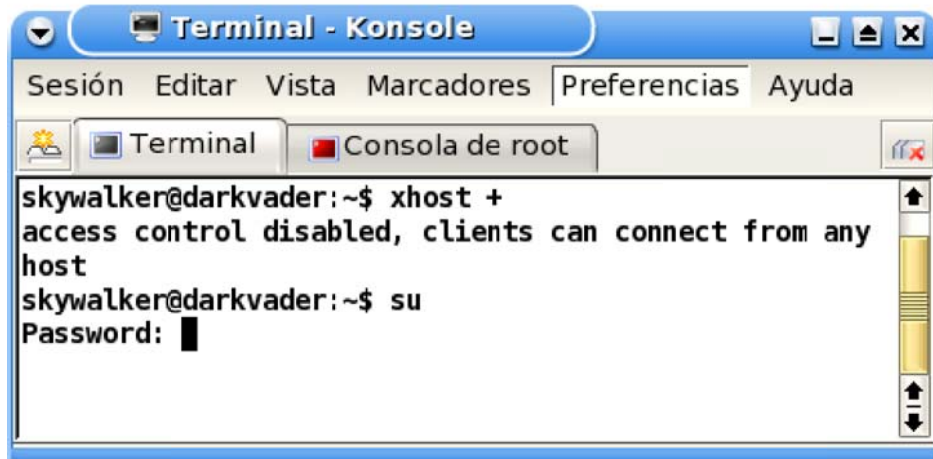 Terminal - Konsole
Sesión Editar Vista Marcadores Preferencias Ayuda
Terminal Consola de root
skywalker@darkvader:~$ xhost +
access control disabled, clients can connect from any
host
skywalker@darkvader:~$ su
Password: